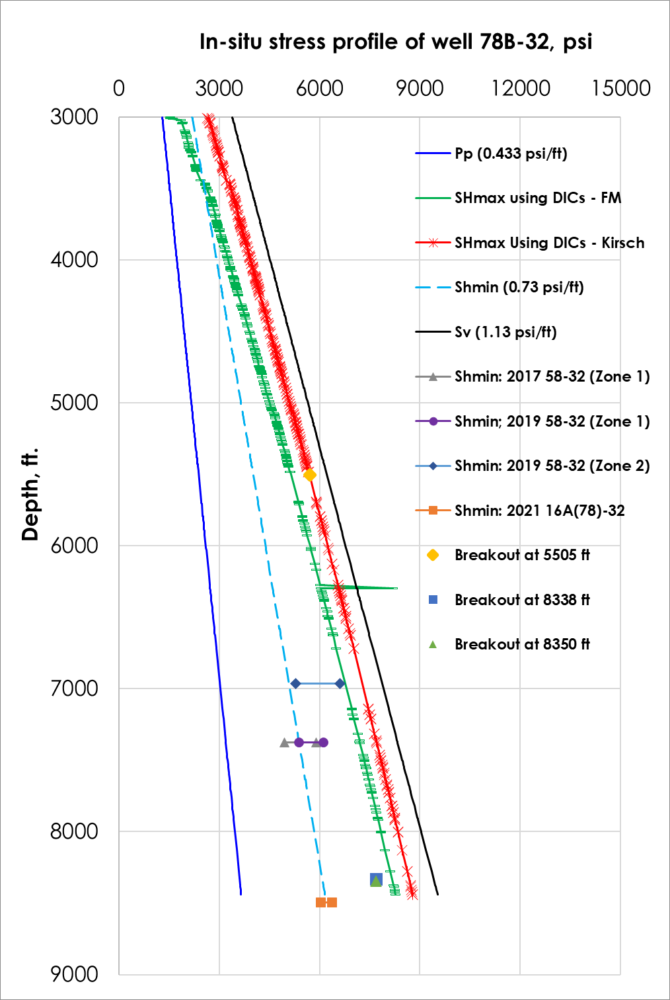 In-situ stress profile of well 78B-32, psi
0 3000 6000 9000 12000 15000
3000
Pp (0.433 psi/ft)
SHmax using DICs - FM
SHmax Using DICs - Kirsch
4000
Shmin (0.73 psi/ft)
Sv (1.13 psi/ft)
Shmin: 2017 58-32 (Zone 1)
5000
Shmin; 2019 58-32 (Zone 1)
Shmin: 2019 58-32 (Zone 2)
Depth, ft.
Shmin: 2021 16A(78)-32
6000
Breakout at 5505 ft
Breakout at 8338 ft
Breakout at 8350 ft
7000
8000
9000